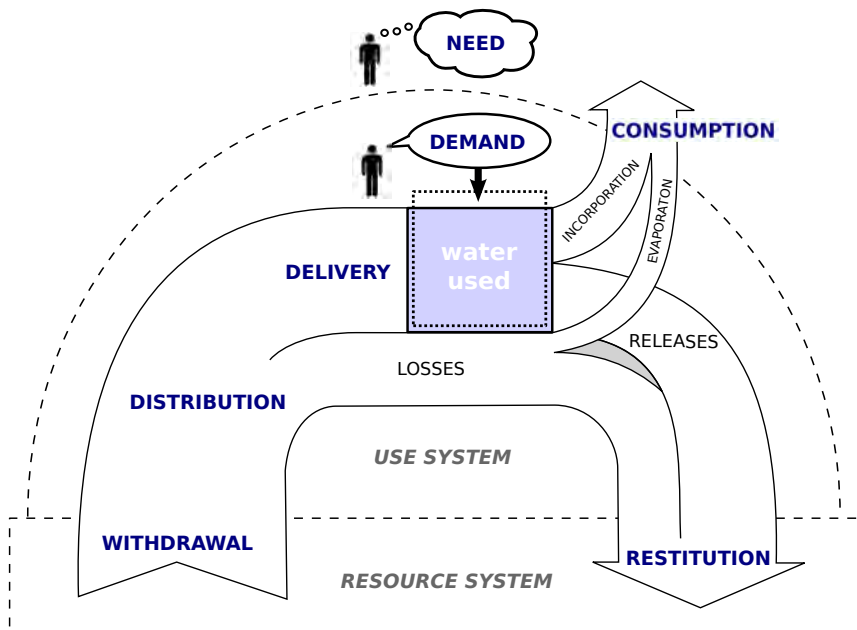 NEED
DEMAND
CONSUMPTION
INCORPORATION
EVAPORATON
water
used
DELIVERY
RELEASES
LOSSES
DISTRIBUTION
USE SYSTEM
WITHDRAWAL
RESTITUTION
RESOURCE SYSTEM